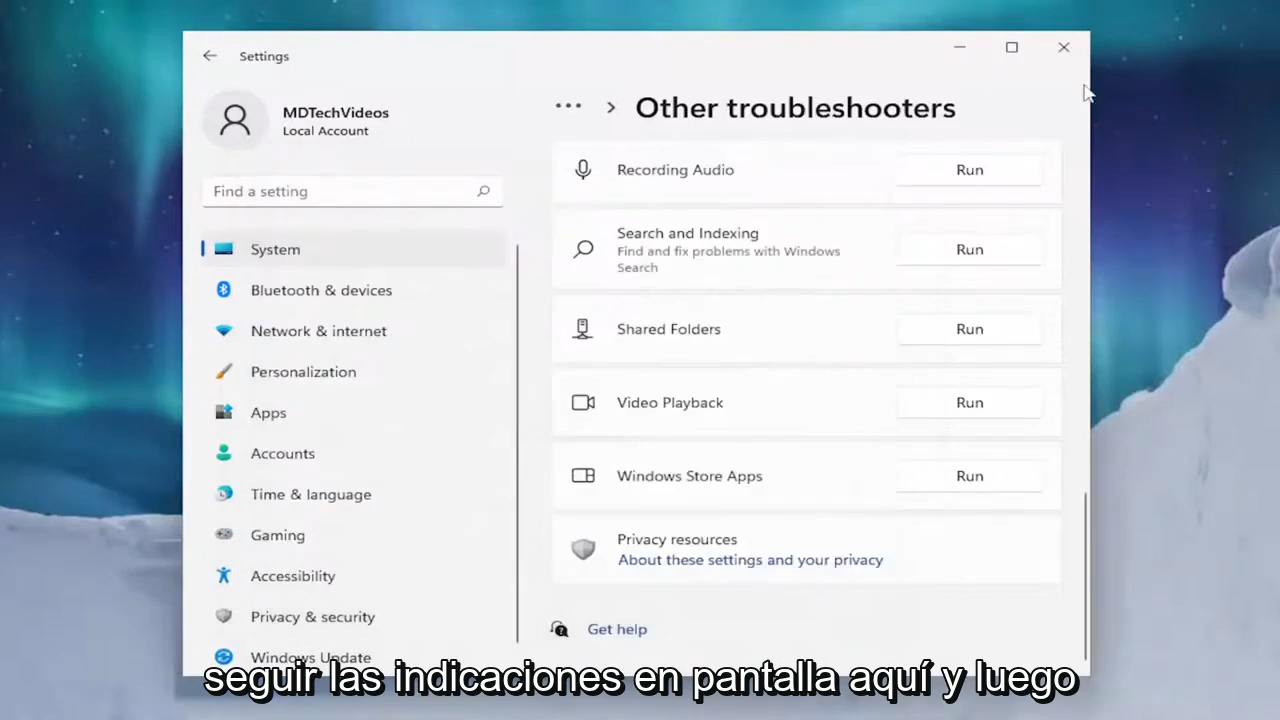 Settings
MDTechVideos
Local Account
Find a setting
System
Bluetooth & devices
Network & internet
Personalization
Apps
Accounts
Time & language
Gaming
Accessibility
Privacy & security
Windows Update
... > Other troubleshooters
Recording Audio
Run
Search and Indexing
Find and fix problems with Windows
Search
Run
Shared Folders
Run
Video Playback
Run
Windows Store Apps
Run
Privacy resources
About these settings and your privacy
Get help
seguir las indicaciones en pantalla aquí y luego